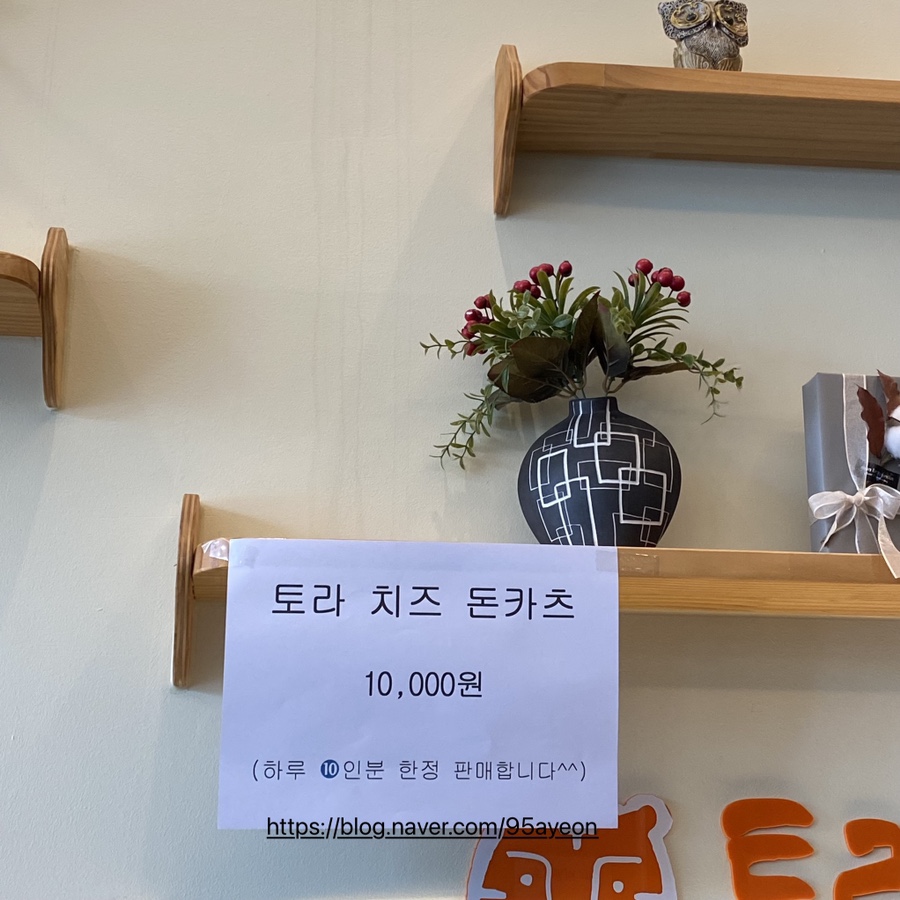 토라 치즈 돈카츠
10,000원
(하루 ❿인분 한정 판매합니다^^)
https://blog.naver.com/95ayeon